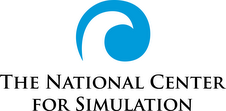 THE NATIONAL CENTER
FOR SIMULATION